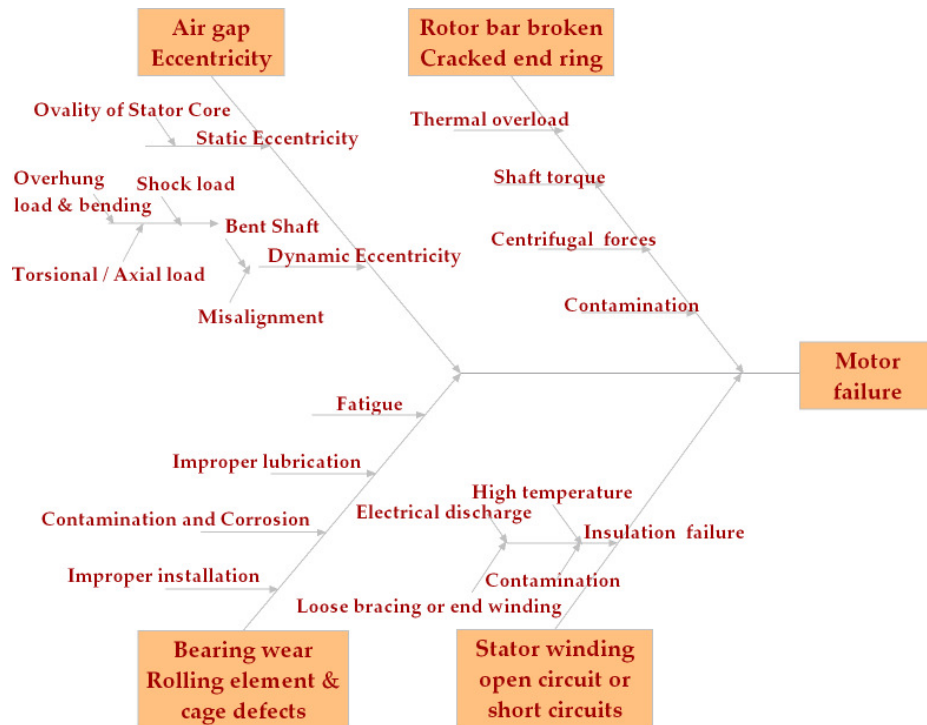 Air gap
Eccentricity
Rotor bar broken
Cracked end ring
Ovality of Stator Core
Static Eccentricity
Overhung
load & bending
Shock load
Bent Shaft
Torsional / Axial load
Dynamic Eccentricity
Misalignment
Thermal overload
Shaft torque
Centrifugal forces
Contamination
Motor
failure
Fatigue
Improper lubrication
Contamination and Corrosion
Improper installation
High temperature
Electrical discharge
Insulation failure
Contamination
Loose bracing or end winding
Bearing wear
Rolling element &
cage defects
Stator winding
open circuit or
short circuits